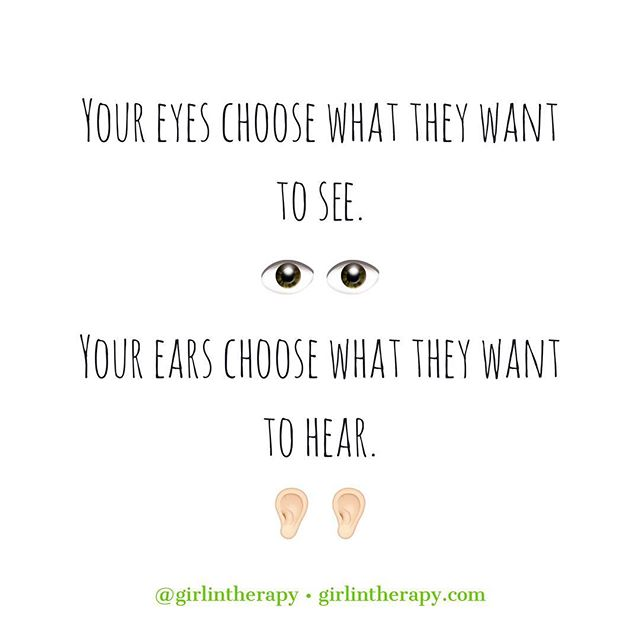 Your eyes choose what they want
to see.
Your ears choose what they want
to hear.
@girlintherapy • girlintherapy.com